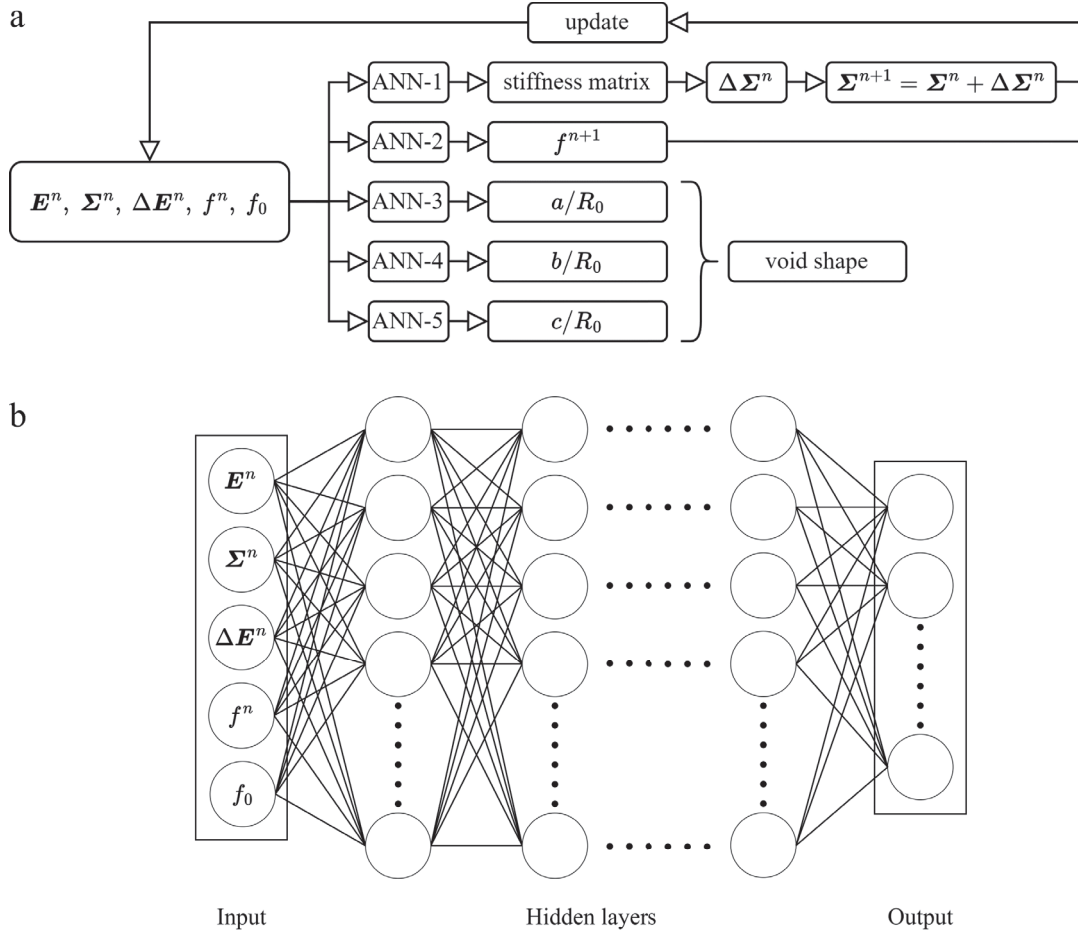 a
update
ANN-1 stiffness matrix Δ𝜮ⁿ 𝜮ⁿ⁺¹ = 𝜮ⁿ + Δ𝜮ⁿ
ANN-2 fⁿ⁺¹
𝑬ⁿ, 𝜮ⁿ, Δ𝑬ⁿ, fⁿ, f₀
ANN-3 a/R₀
ANN-4 b/R₀
void shape
ANN-5 c/R₀
b
𝑬ⁿ
𝜮ⁿ
Δ𝑬ⁿ
fⁿ
f₀
Input Hidden layers Output